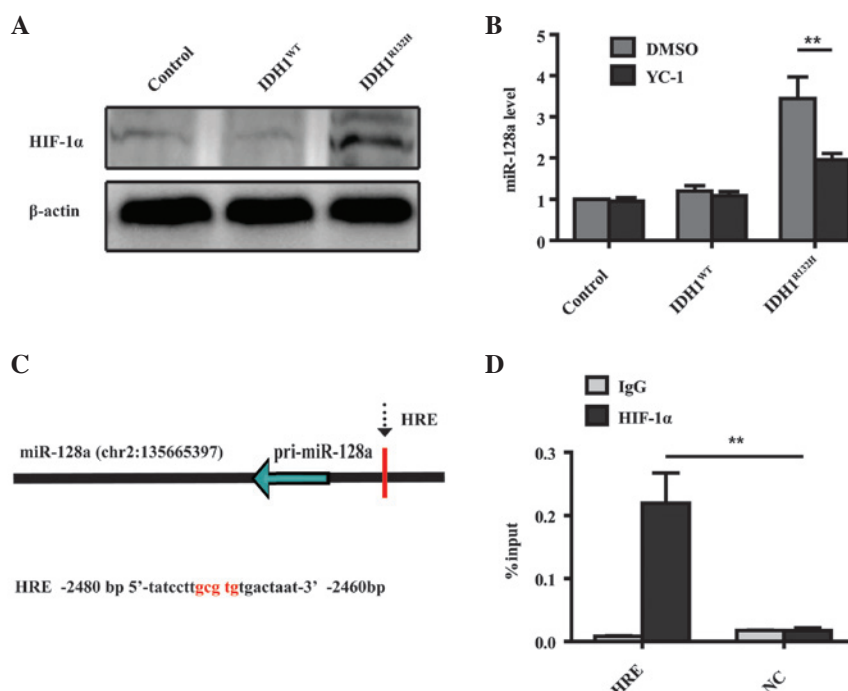 A
Control
IDH1WT
IDH1R132H
HIF-1α
β-actin
B
DMSO
YC-1
**
miR-128a level
5
4
3
2
1
0
Control
IDH1WT
IDH1R132H
C
HRE
miR-128a (chr2:135665397)
pri-miR-128a
HRE -2480 bp 5’-tatccttgcg tgtgactaat-3’ -2460bp
D
IgG
HIF-1α
**
%input
0.3
0.2
0.1
0.0
HRE
NC